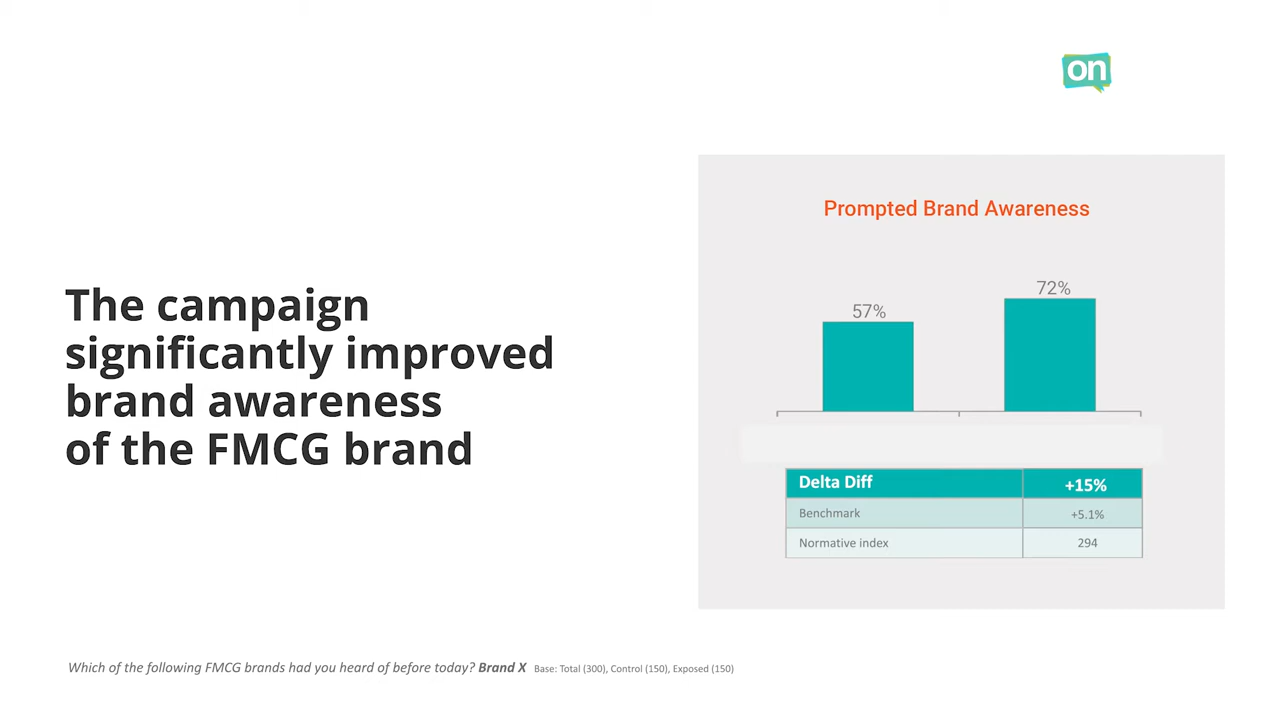 on
The campaign
significantly improved
brand awareness
of the FMCG brand
Prompted Brand Awareness
57%
72%
Delta Diff +15%
Benchmark +5.1%
Normative index 294
Which of the following FMCG brands had you heard of before today? Brand X Base: Total (300), Control (150), Exposed (150)